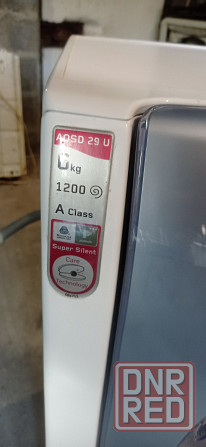 AQSD 29 U
6 kg
1200
A Class
Super Silent
Care
Technology
DNR
RED